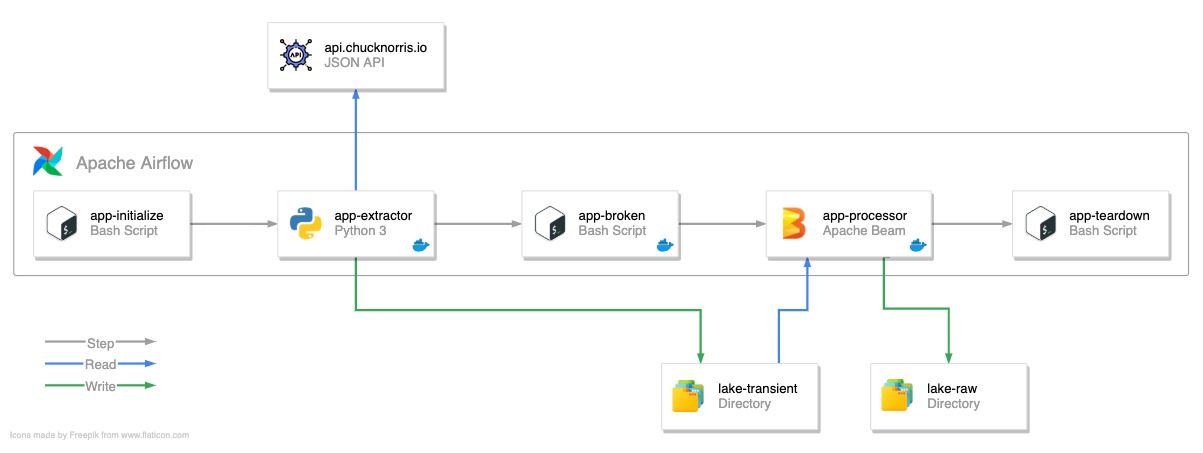 api.chucknorris.io
JSON API
API
Apache Airflow
app-initialize
Bash Script
app-extractor
Python 3
app-broken
Bash Script
app-processor
Apache Beam
app-teardown
Bash Script
Step
Read
Write
lake-transient
Directory
lake-raw
Directory
Icons made by Freepik from www.flaticon.com